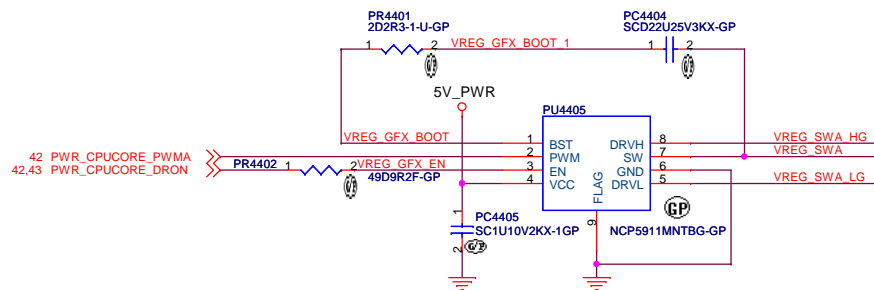 PR4401
2D2R3-1-U-GP
1 2 VREG_GFX_BOOT_1
PC4404
SCD22U25V3KX-GP
1 2
G/P
G/P
5V_PWR
PU4405
VREG_GFX_BOOT 1 BST DRVH 8 VREG_SWA_HG
42 PWR_CPUCORE_PWMA 2 PWM SW 7 VREG_SWA
42,43 PWR_CPUCORE_DRON PR4402 1 2 VREG_GFX_EN 3 EN GND 6
49D9R2F-GP 4 VCC DRVL 5 VREG_SWA_LG
G/P
FLAG
9
GP
1
PC4405
SC1U10V2KX-1GP
2
G/P
NCP5911MNTBG-GP